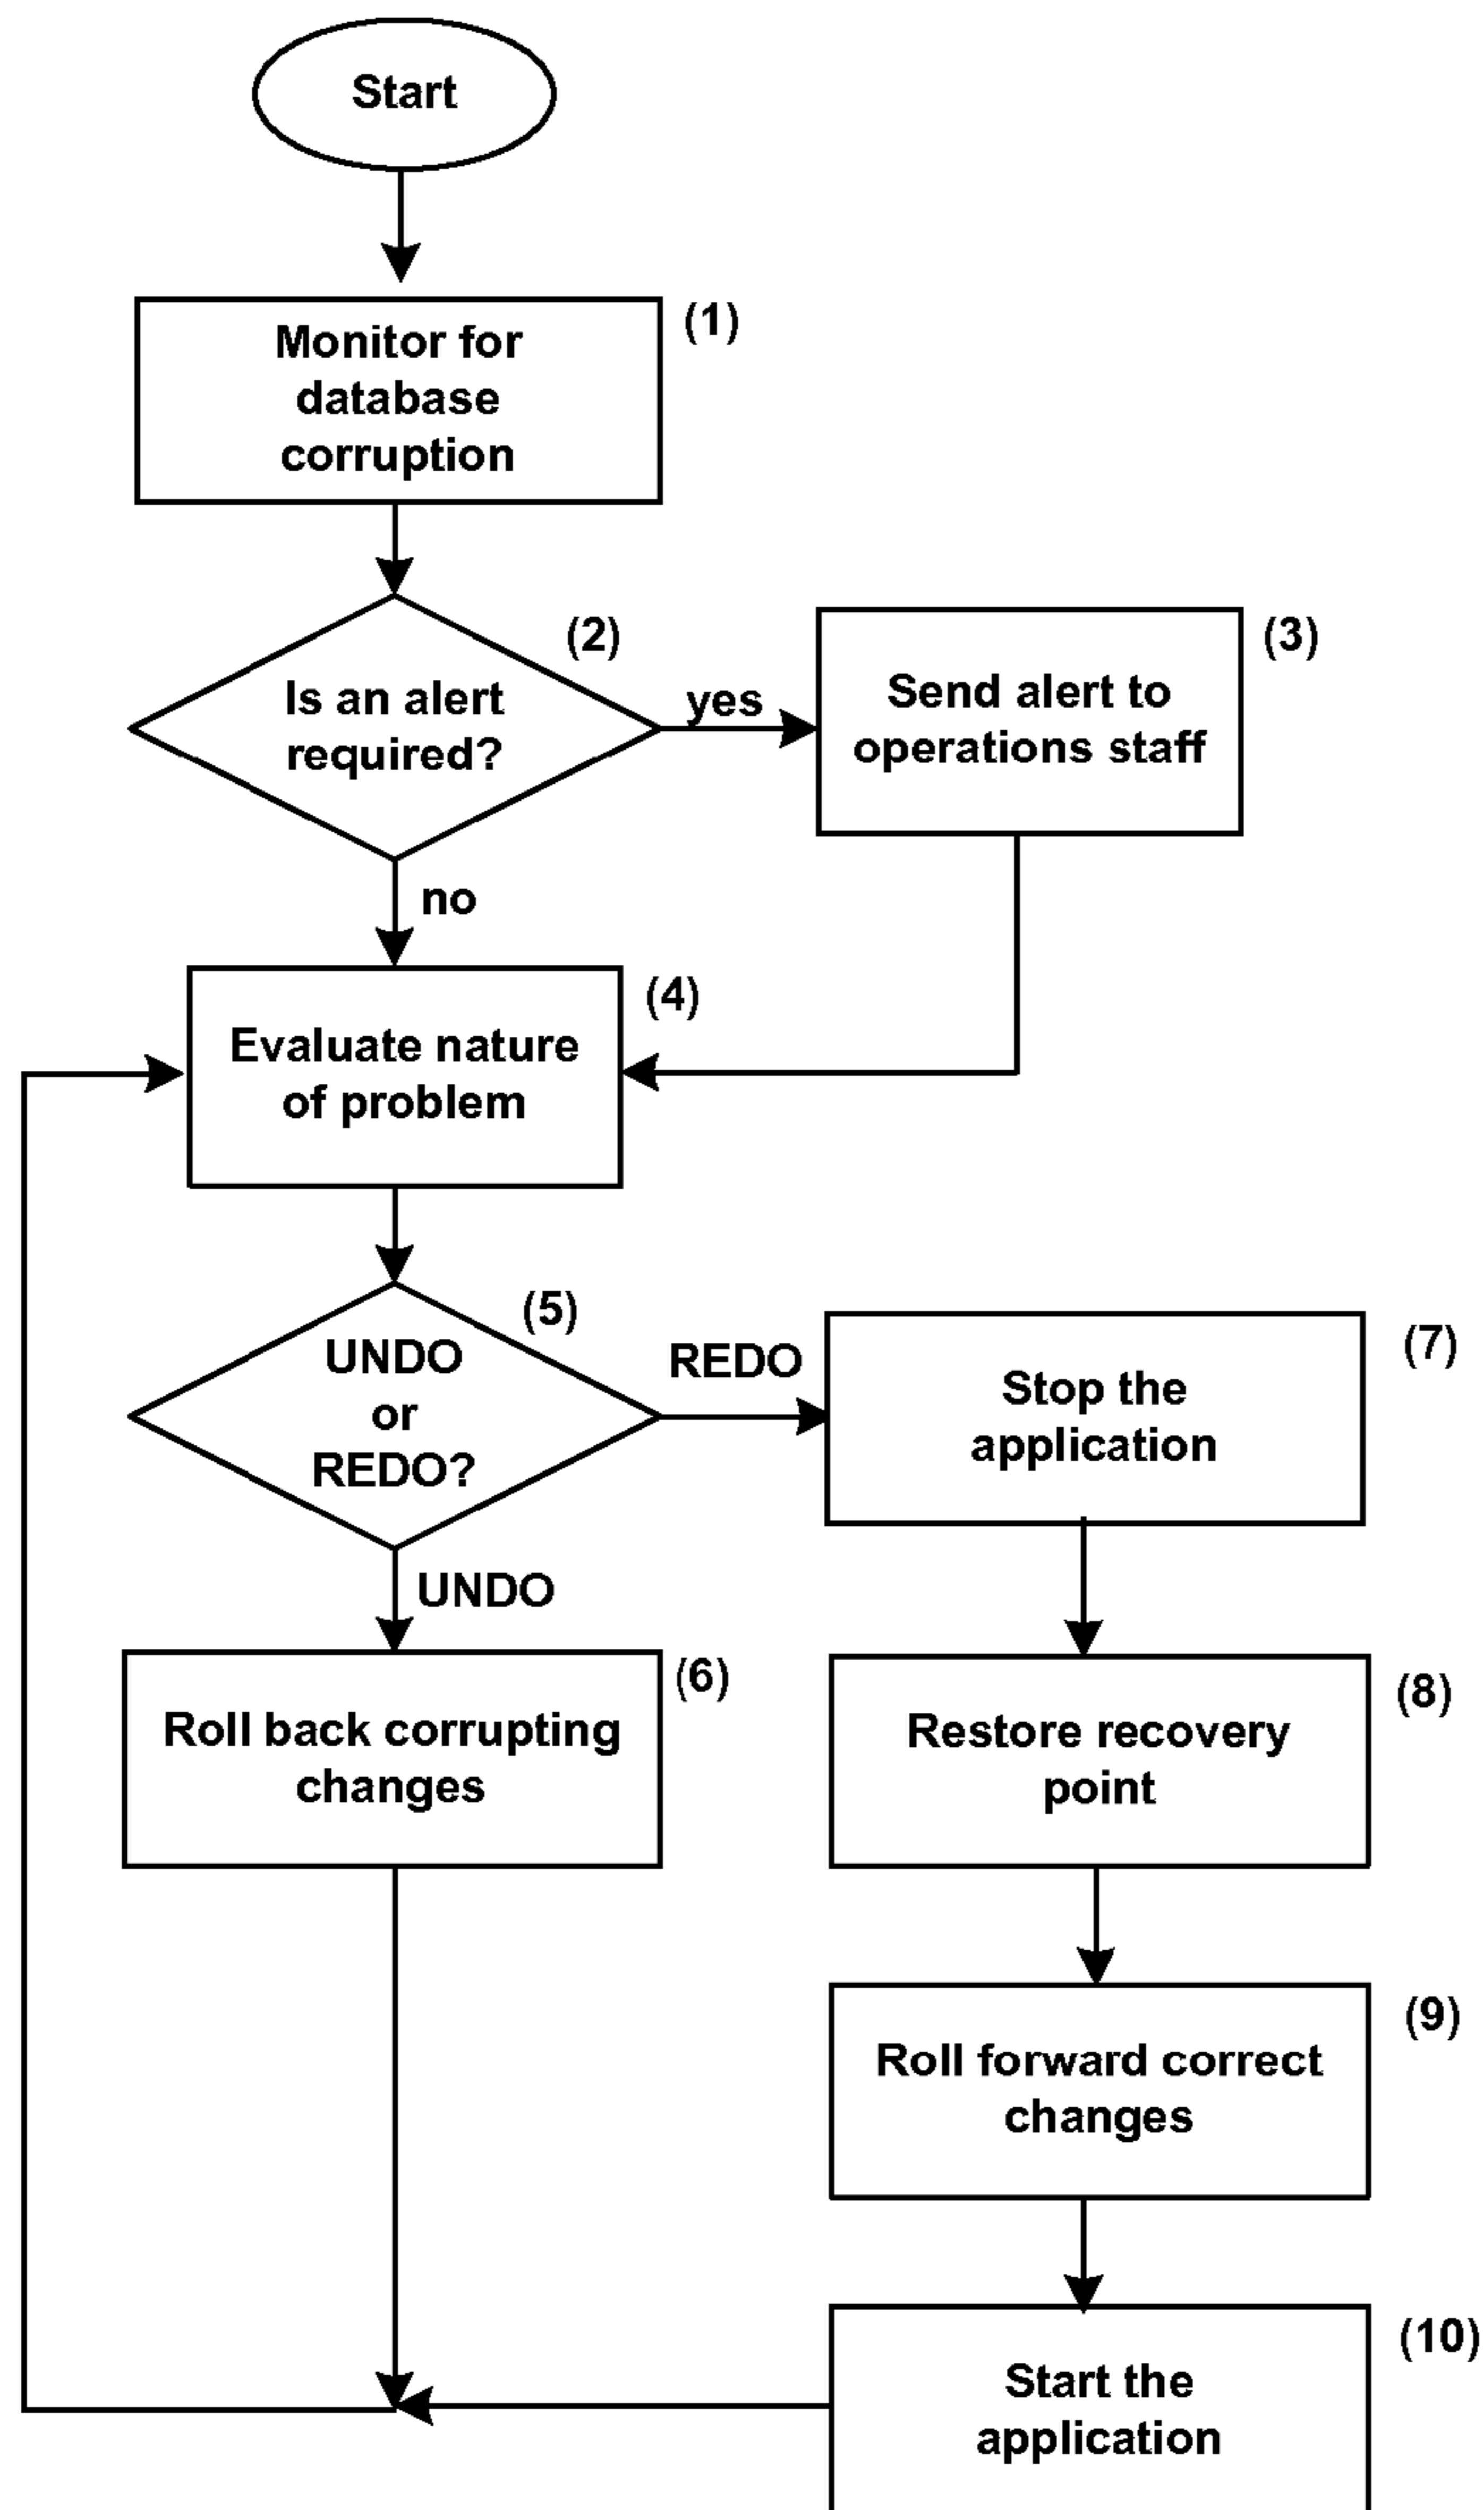 Start
(1)
Monitor for
database
corruption
(2)
Is an alert
required?
yes
(3)
Send alert to
operations staff
no
(4)
Evaluate nature
of problem
(5)
UNDO
or
REDO?
REDO
(7)
Stop the
application
UNDO
(6)
Roll back corrupting
changes
(8)
Restore recovery
point
(9)
Roll forward correct
changes
(10)
Start the
application